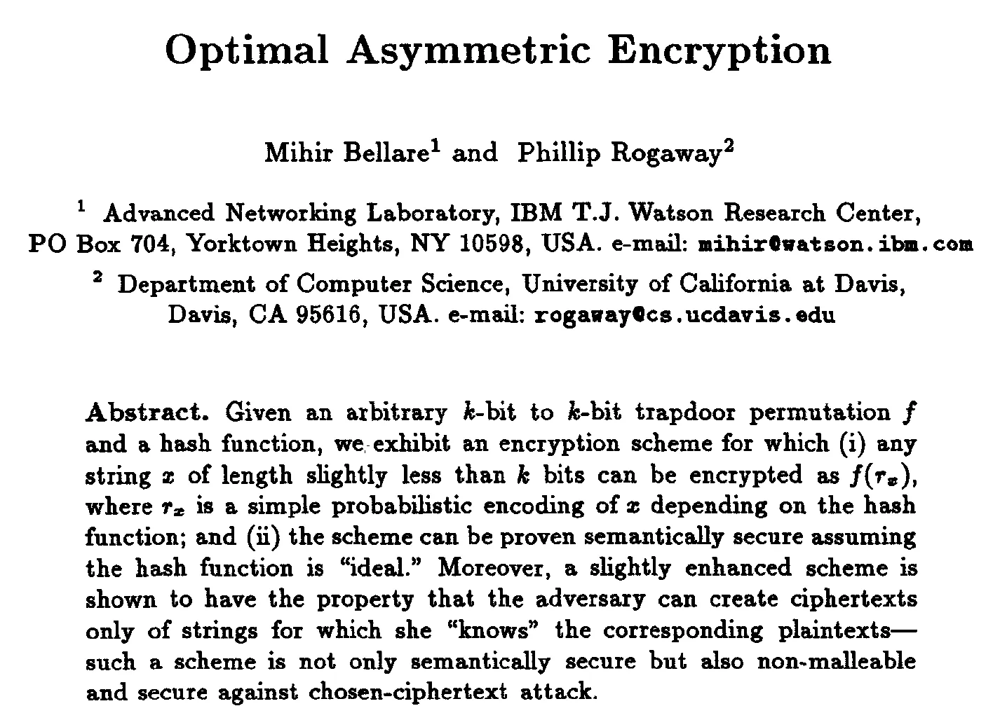 Optimal Asymmetric Encryption
Mihir Bellare¹ and Phillip Rogaway²
¹ Advanced Networking Laboratory, IBM T.J. Watson Research Center,
PO Box 704, Yorktown Heights, NY 10598, USA. e-mail: mihir@watson.ibm.com
² Department of Computer Science, University of California at Davis,
Davis, CA 95616, USA. e-mail: rogaway@cs.ucdavis.edu
Abstract. Given an arbitrary k-bit to k-bit trapdoor permutation f
and a hash function, we exhibit an encryption scheme for which (i) any
string x of length slightly less than k bits can be encrypted as f(rₓ),
where rₓ is a simple probabilistic encoding of x depending on the hash
function; and (ii) the scheme can be proven semantically secure assuming
the hash function is “ideal.” Moreover, a slightly enhanced scheme is
shown to have the property that the adversary can create ciphertexts
only of strings for which she “knows” the corresponding plaintexts—
such a scheme is not only semantically secure but also non-malleable
and secure against chosen-ciphertext attack.